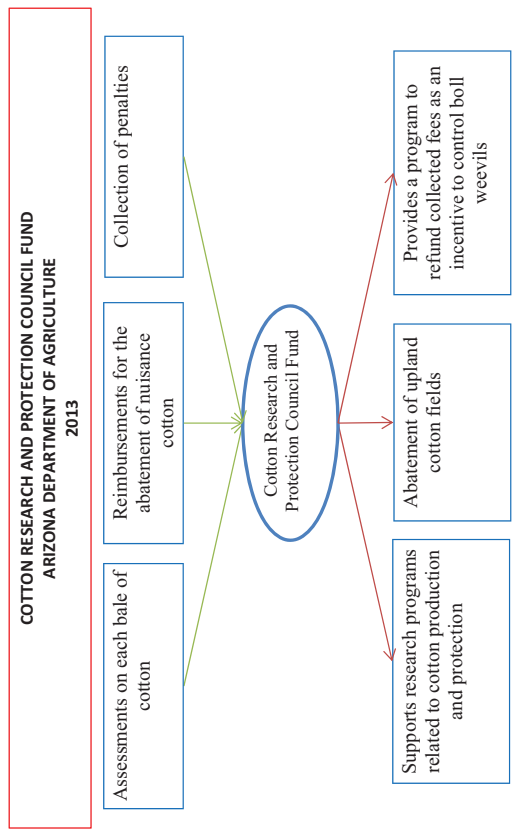 COTTON RESEARCH AND PROTECTION COUNCIL FUND
ARIZONA DEPARTMENT OF AGRICULTURE
2013
Assessments on each bale of
cotton
Reimbursements for the
abatement of nuisance
cotton
Collection of penalties
Cotton Research and
Protection Council Fund
Supports research programs
related to cotton production
and protection
Abatement of upland
cotton fields
Provides a program to
refund collected fees as an
incentive to control boll
weevils